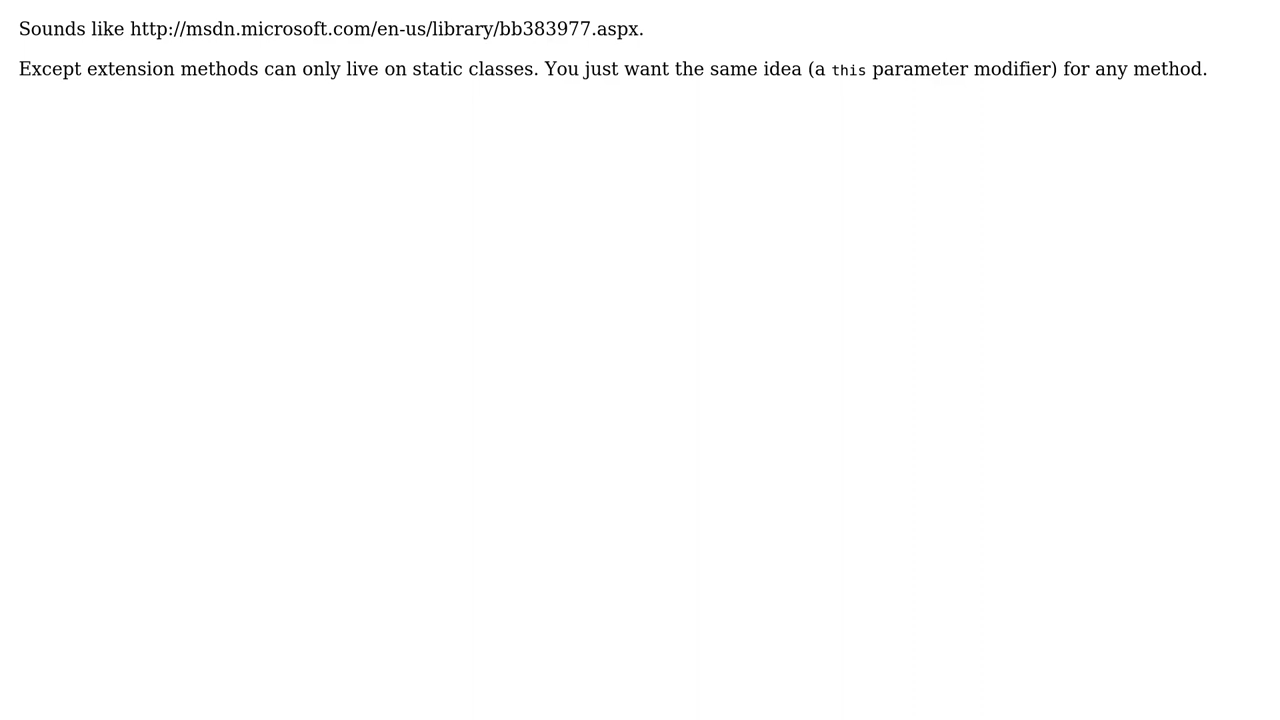 Sounds like http://msdn.microsoft.com/en-us/library/bb383977.aspx.
Except extension methods can only live on static classes. You just want the same idea (a this parameter modifier) for any method.